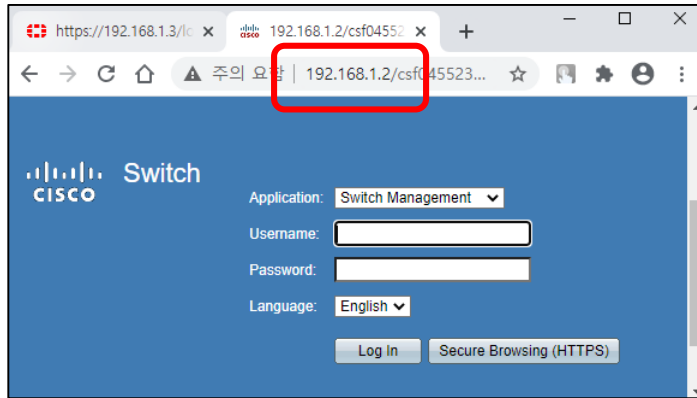 https://192.168.1.3/lo
192.168.1.2/csf04552
주의 요함 | 192.168.1.2/csf045523...
CISCO
Switch
Application: Switch Management
Username:
Password:
Language: English
Log In Secure Browsing (HTTPS)